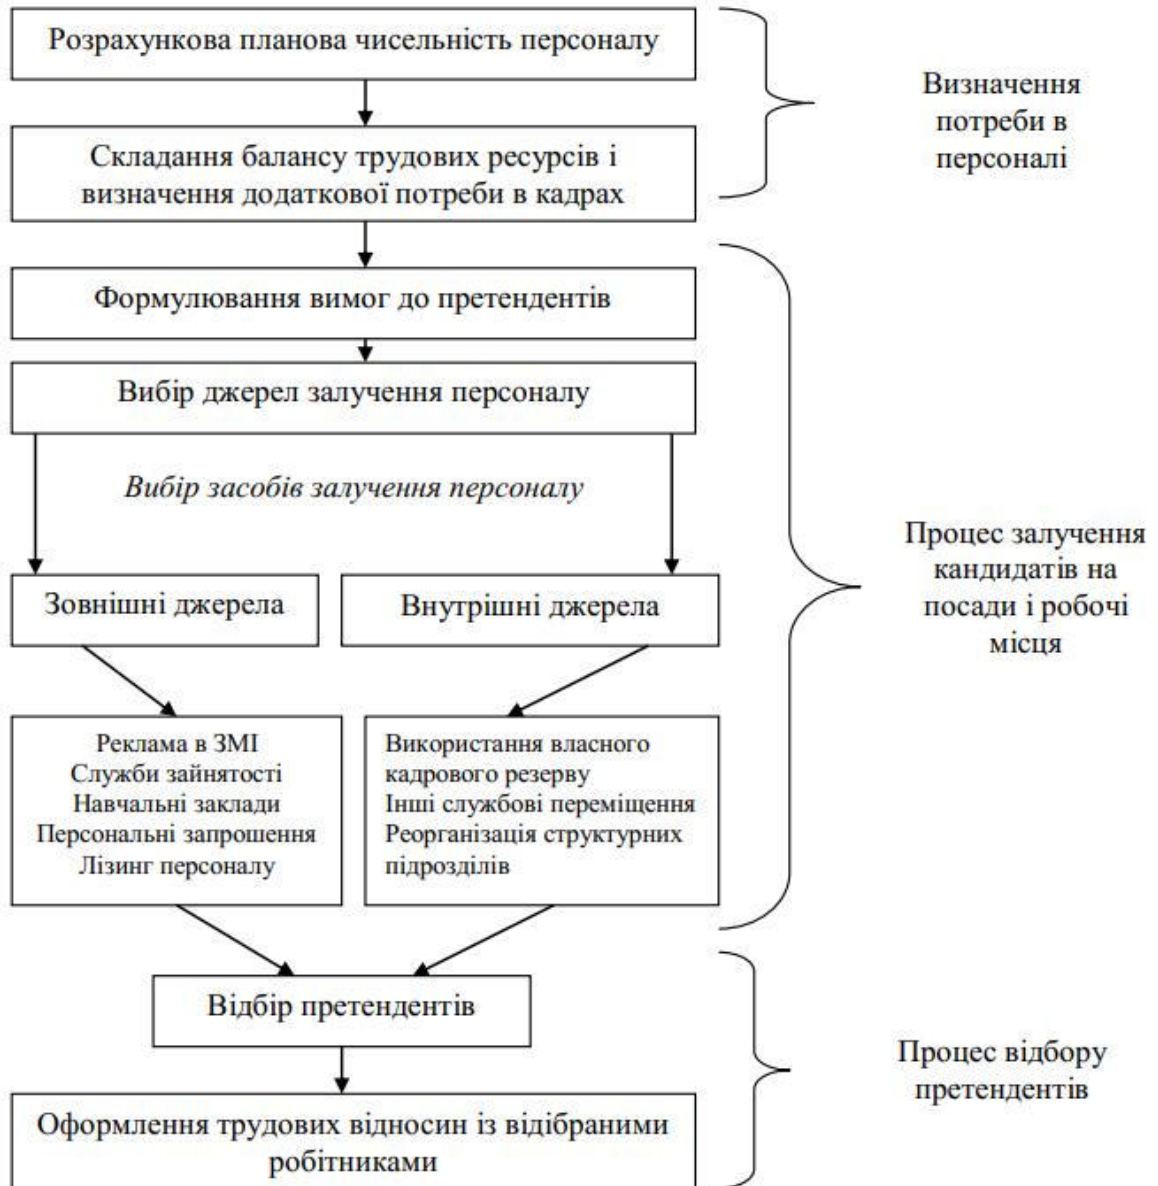 Розрахункова планова чисельність персоналу
Визначення
потреби в
персоналі
Складання балансу трудових ресурсів і
визначення додаткової потреби в кадрах
Формулювання вимог до претендентів
Вибір джерел залучення персоналу
Вибір засобів залучення персоналу
Процес залучення
кандидатів на
посади і робочі
місця
Зовнішні джерела
Внутрішні джерела
Реклама в ЗМІ
Служби зайнятості
Навчальні заклади
Персональні запрошення
Лізинг персоналу
Використання власного
кадрового резерву
Інші службові переміщення
Реорганізація структурних
підрозділів
Відбір претендентів
Процес відбору
претендентів
Оформлення трудових відносин із відібраними
робітниками